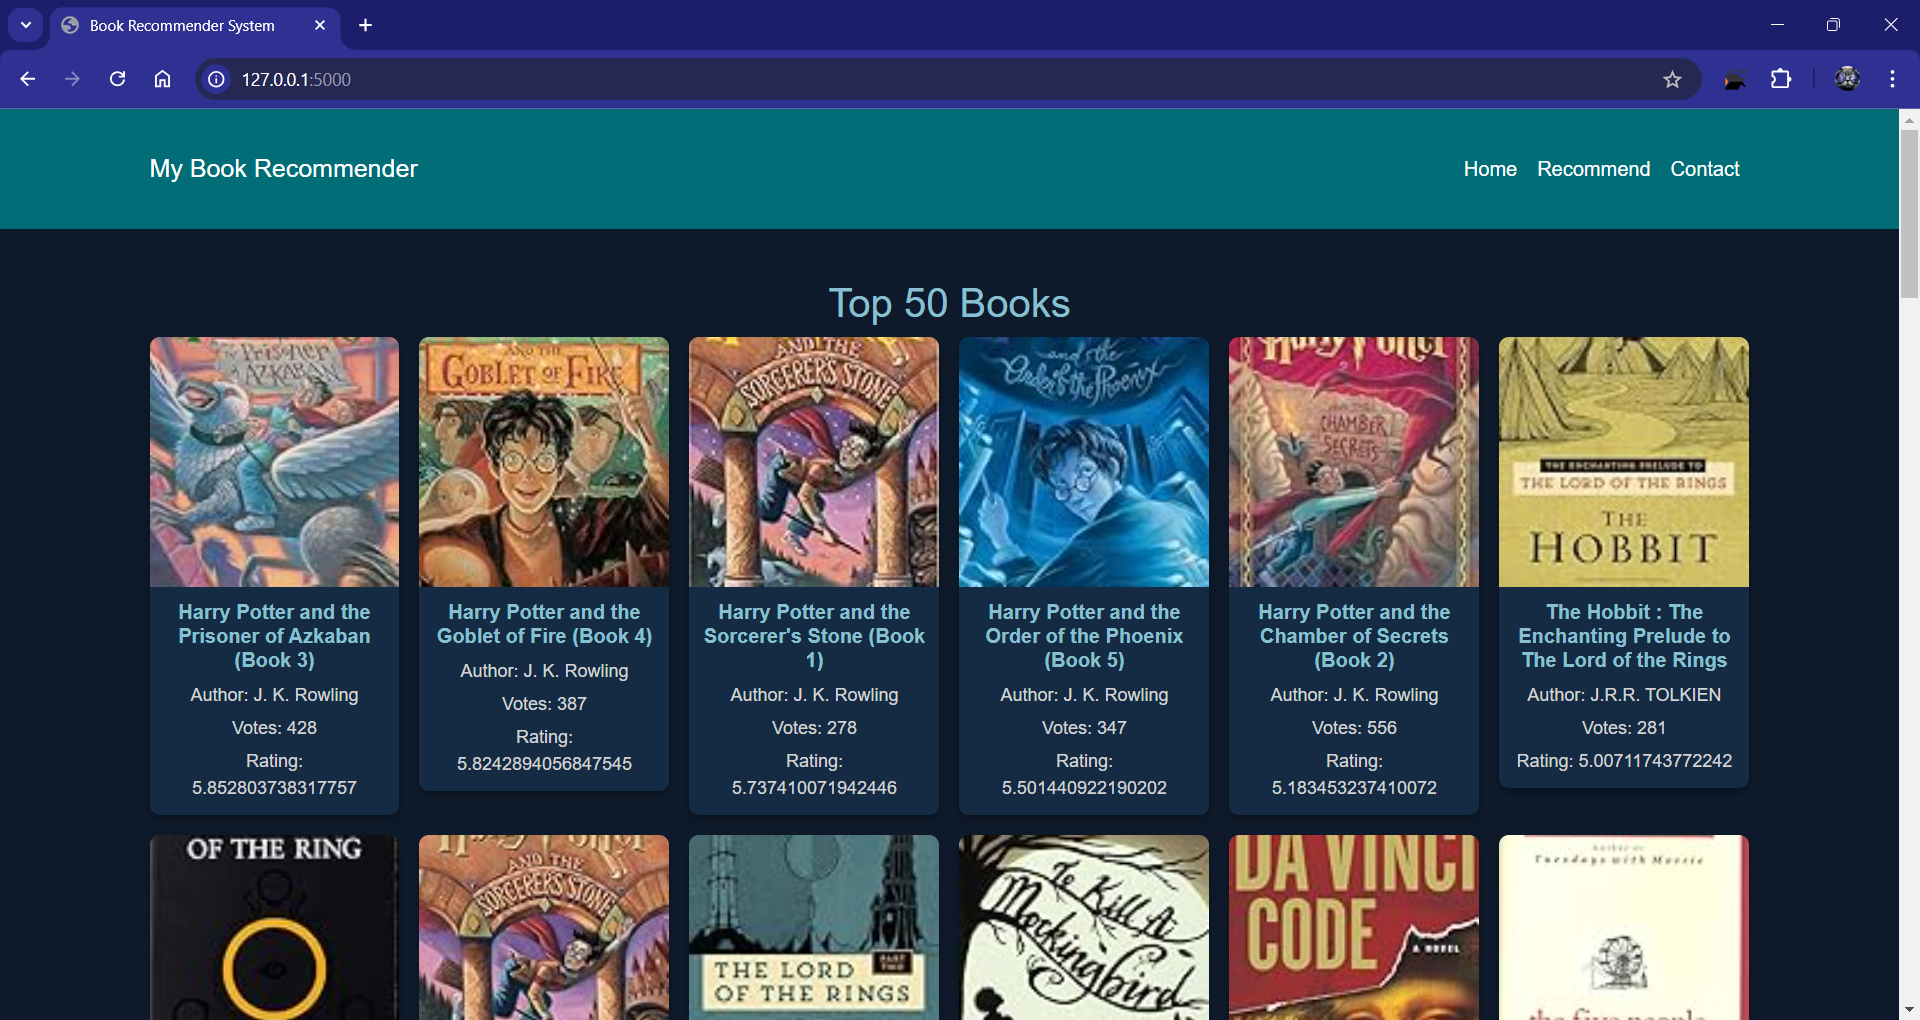 Book Recommender System
127.0.0.1:5000
My Book Recommender
Home Recommend Contact
Top 50 Books
The Prisoner of AZKABAN
AND THE GOBLET OF FIRE
AND THE SORCERER'S STONE
and the Order of the Phoenix
Harry Potter
CHAMBER SECRETS
THE ENCHANTING PRELUDE TO
THE LORD OF THE RINGS
THE
HOBBIT
Harry Potter and the
Prisoner of Azkaban
(Book 3)
Author: J. K. Rowling
Votes: 428
Rating:
5.852803738317757
Harry Potter and the
Goblet of Fire (Book 4)
Author: J. K. Rowling
Votes: 387
Rating:
5.8242894056847545
Harry Potter and the
Sorcerer's Stone (Book
1)
Author: J. K. Rowling
Votes: 278
Rating:
5.737410071942446
Harry Potter and the
Order of the Phoenix
(Book 5)
Author: J. K. Rowling
Votes: 347
Rating:
5.501440922190202
Harry Potter and the
Chamber of Secrets
(Book 2)
Author: J. K. Rowling
Votes: 556
Rating:
5.183453237410072
The Hobbit : The
Enchanting Prelude to
The Lord of the Rings
Author: J.R.R. TOLKIEN
Votes: 281
Rating: 5.00711743772242
OF THE RING
AND THE
SORCERER'S STONE
PART
TWO
THE LORD
OF THE RINGS
To Kill A
Mockingbird
DA VINCI
CODE
A NOVEL
Author of
Tuesdays with Morrie
the five people